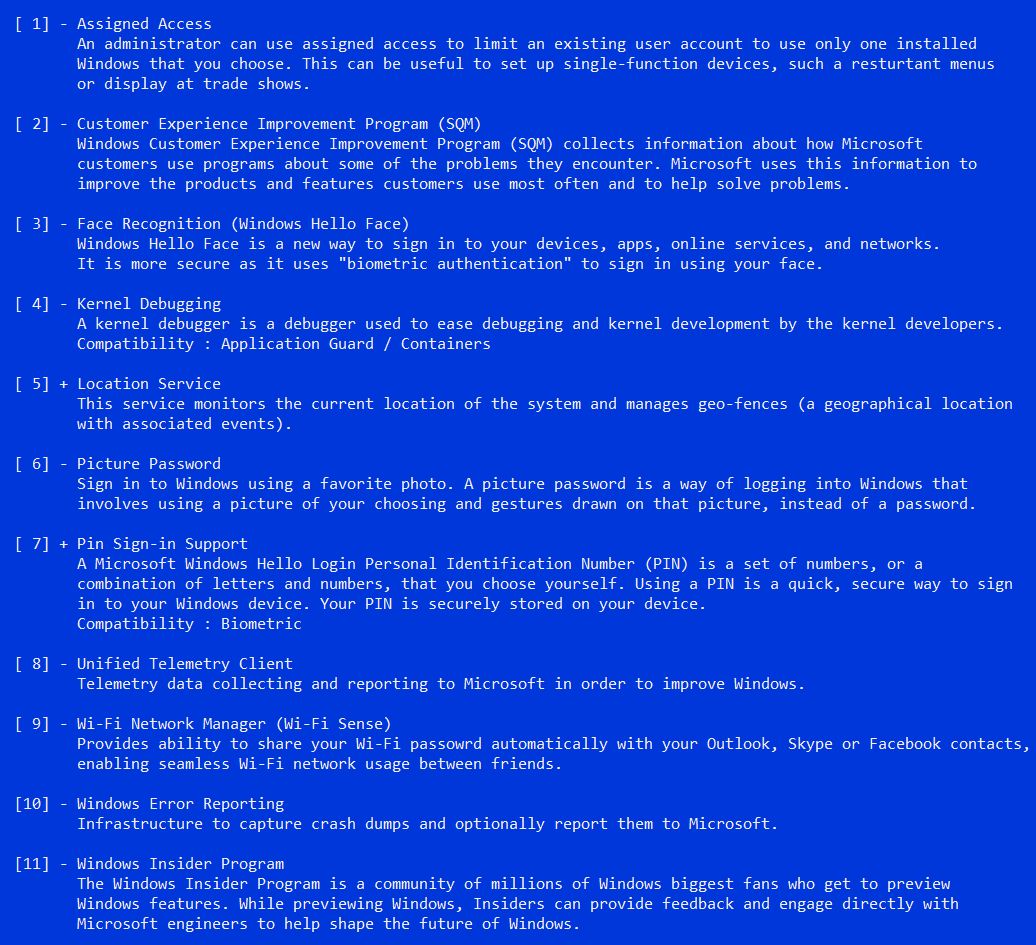 [ 1] - Assigned Access
An administrator can use assigned access to limit an existing user account to use only one installed
Windows that you choose. This can be useful to set up single-function devices, such a resturtant menus
or display at trade shows.
[ 2] - Customer Experience Improvement Program (SQM)
Windows Customer Experience Improvement Program (SQM) collects information about how Microsoft
customers use programs about some of the problems they encounter. Microsoft uses this information to
improve the products and features customers use most often and to help solve problems.
[ 3] - Face Recognition (Windows Hello Face)
Windows Hello Face is a new way to sign in to your devices, apps, online services, and networks.
It is more secure as it uses "biometric authentication" to sign in using your face.
[ 4] - Kernel Debugging
A kernel debugger is a debugger used to ease debugging and kernel development by the kernel developers.
Compatibility : Application Guard / Containers
[ 5] + Location Service
This service monitors the current location of the system and manages geo-fences (a geographical location
with associated events).
[ 6] - Picture Password
Sign in to Windows using a favorite photo. A picture password is a way of logging into Windows that
involves using a picture of your choosing and gestures drawn on that picture, instead of a password.
[ 7] + Pin Sign-in Support
A Microsoft Windows Hello Login Personal Identification Number (PIN) is a set of numbers, or a
combination of letters and numbers, that you choose yourself. Using a PIN is a quick, secure way to sign
in to your Windows device. Your PIN is securely stored on your device.
Compatibility : Biometric
[ 8] - Unified Telemetry Client
Telemetry data collecting and reporting to Microsoft in order to improve Windows.
[ 9] - Wi-Fi Network Manager (Wi-Fi Sense)
Provides ability to share your Wi-Fi passowrd automatically with your Outlook, Skype or Facebook contacts,
enabling seamless Wi-Fi network usage between friends.
[10] - Windows Error Reporting
Infrastructure to capture crash dumps and optionally report them to Microsoft.
[11] - Windows Insider Program
The Windows Insider Program is a community of millions of Windows biggest fans who get to preview
Windows features. While previewing Windows, Insiders can provide feedback and engage directly with
Microsoft engineers to help shape the future of Windows.